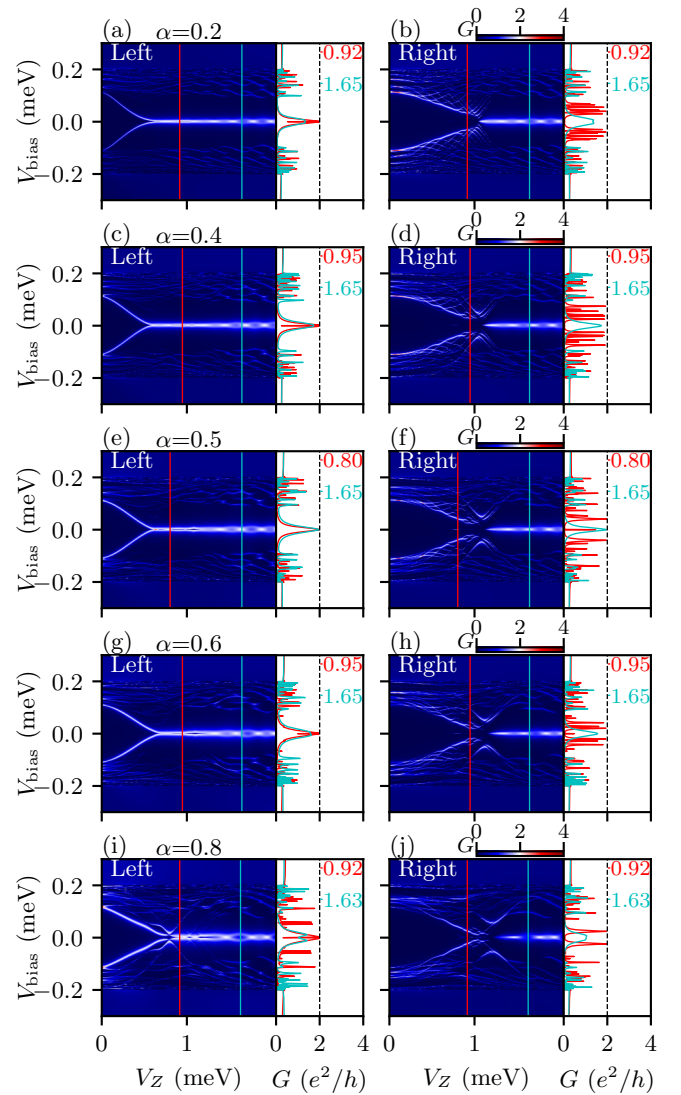 (a) α=0.2 (b) G 0 2 4
Left 0.92 Right 0.92
1.65 1.65
0.2
0.0
−0.2
V_bias (meV)
(c) α=0.4 (d) G 0 2 4
Left 0.95 Right 0.95
1.65 1.65
0.2
0.0
−0.2
V_bias (meV)
(e) α=0.5 (f) G 0 2 4
Left 0.80 Right 0.80
1.65 1.65
0.2
0.0
−0.2
V_bias (meV)
(g) α=0.6 (h) G 0 2 4
Left 0.95 Right 0.95
1.65 1.65
0.2
0.0
−0.2
V_bias (meV)
(i) α=0.8 (j) G 0 2 4
Left 0.92 Right 0.92
1.63 1.63
0.2
0.0
−0.2
V_bias (meV)
0 1 0 2 4 0 1 0 2 4
V_Z (meV) G (e²/h) V_Z (meV) G (e²/h)